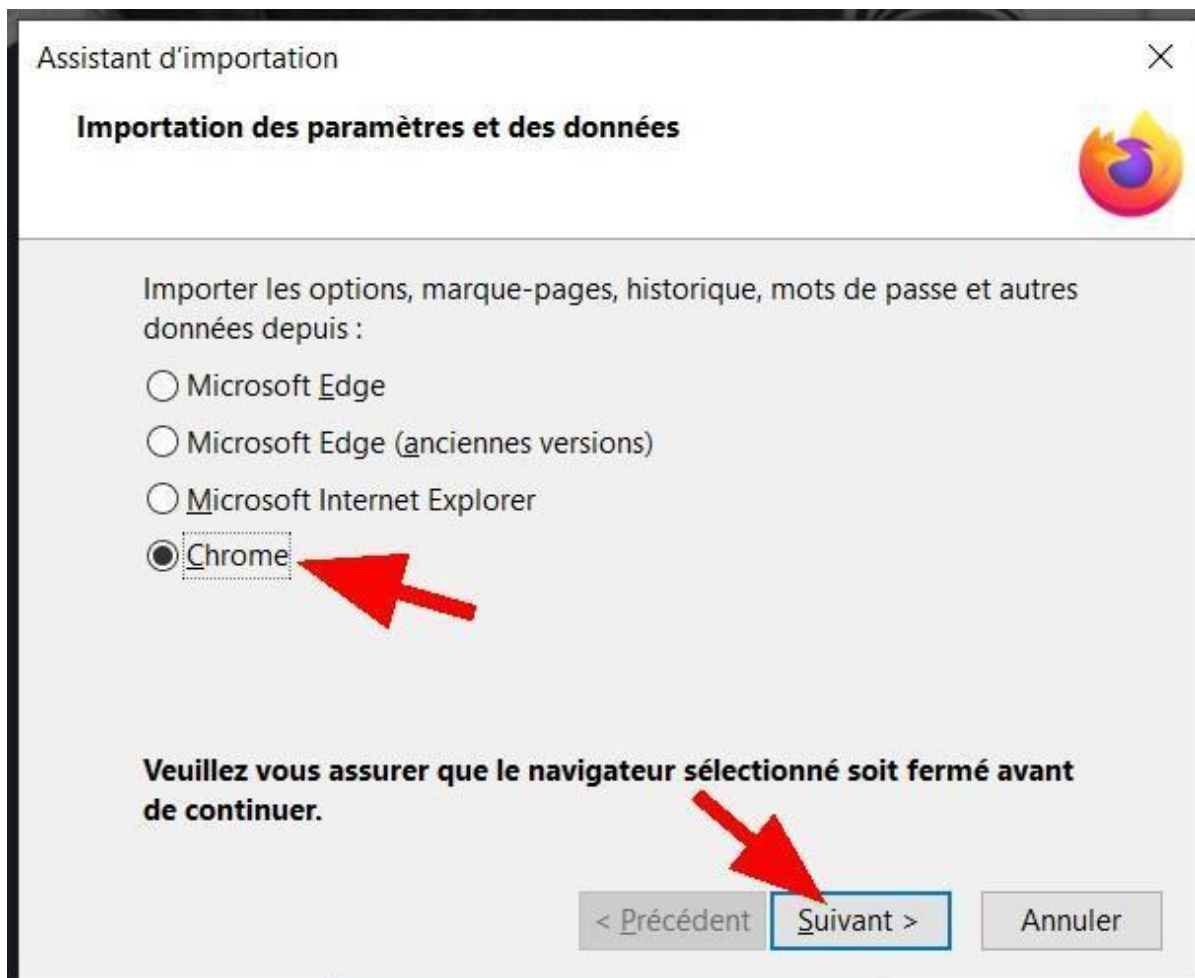 Assistant d'importation
Importation des paramètres et des données
Importer les options, marque-pages, historique, mots de passe et autres
données depuis :
Microsoft Edge
Microsoft Edge (anciennes versions)
Microsoft Internet Explorer
Chrome
Veuillez vous assurer que le navigateur sélectionné soit fermé avant
de continuer.
< Précédent Suivant > Annuler